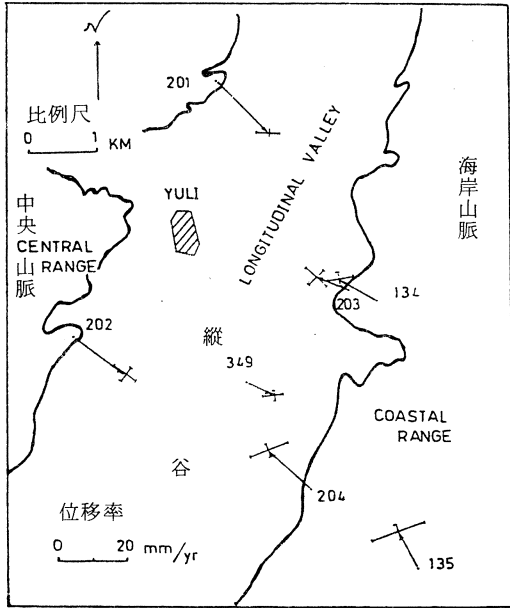 N
201
比例尺
0 1 KM
LONGITUDINAL VALLEY
海岸山脈
YULI
中央山脈
CENTRAL
RANGE
134
203
202
縱
349
COASTAL
RANGE
谷
204
位移率
0 20 mm/yr
135